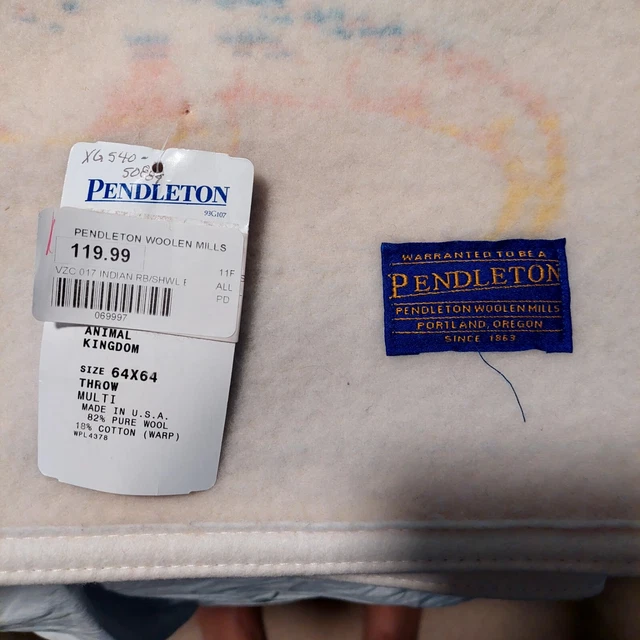 XG540-
PENDLETON
93G107
PENDLETON WOOLEN MILLS
119.99
VZC 017 INDIAN RB/SHWL F
11F
ALL
PD
069997
ANIMAL
KINGDOM
SIZE 64X64
THROW
MULTI
MADE IN U.S.A.
82% PURE WOOL
18% COTTON (WARP)
WPL4378
WARRANTED TO BE A
PENDLETON
PENDLETON WOOLEN MILLS
PORTLAND, OREGON
SINCE 1863